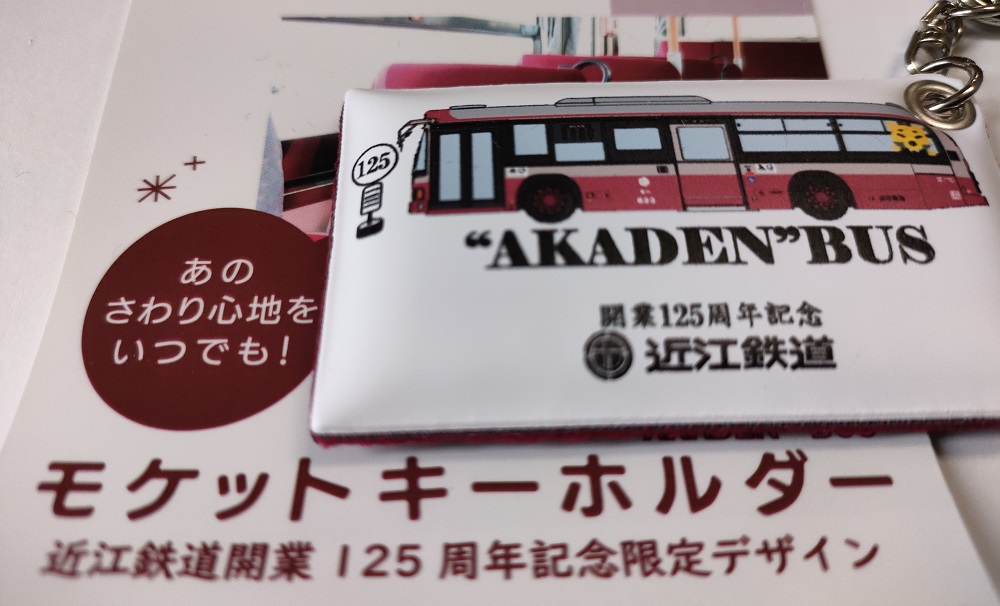 125
“AKADEN”BUS
開業125周年記念
近江鉄道
あの
さわり心地を
いつでも!
モケットキーホルダー
近江鉄道開業 125 周年記念限定デザイン